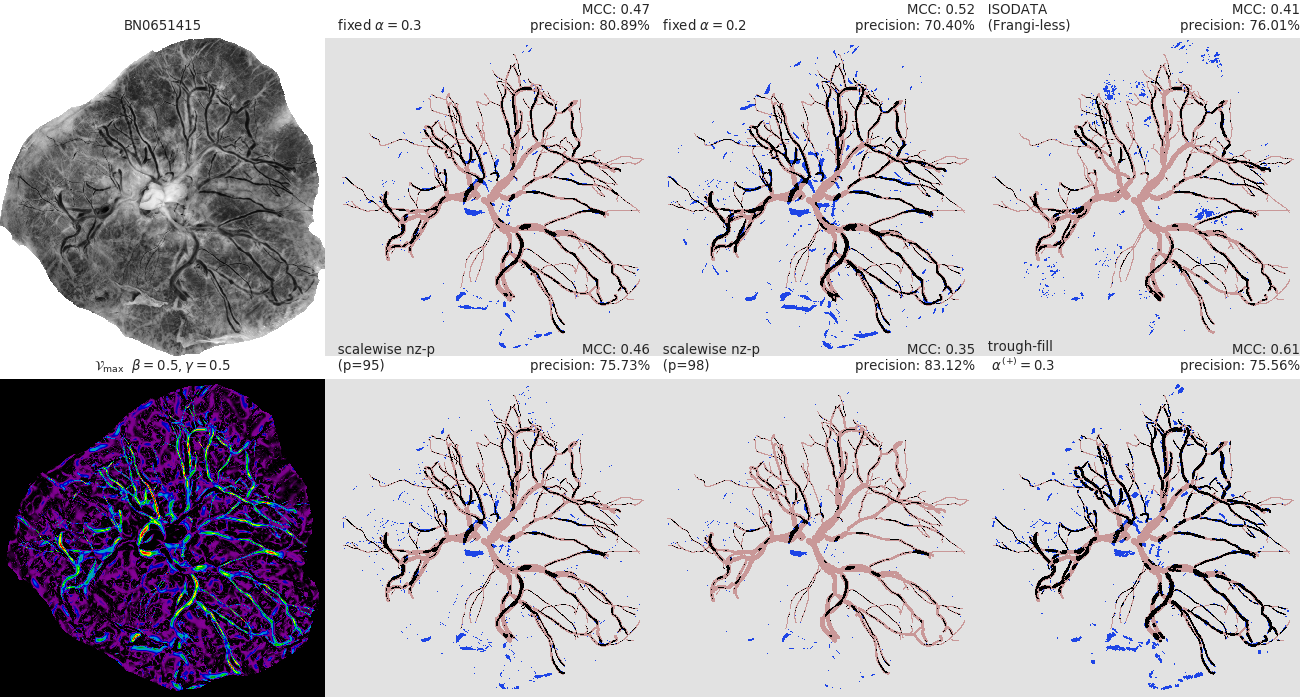 BN0651415
fixed α = 0.3
MCC: 0.47
precision: 80.89%
fixed α = 0.2
MCC: 0.52
precision: 70.40%
ISODATA
(Frangi-less)
MCC: 0.41
precision: 76.01%
𝒱max β = 0.5, γ = 0.5
scalewise nz-p
(p=95)
MCC: 0.46
precision: 75.73%
scalewise nz-p
(p=98)
MCC: 0.35
precision: 83.12%
trough-fill
α(+) = 0.3
MCC: 0.61
precision: 75.56%